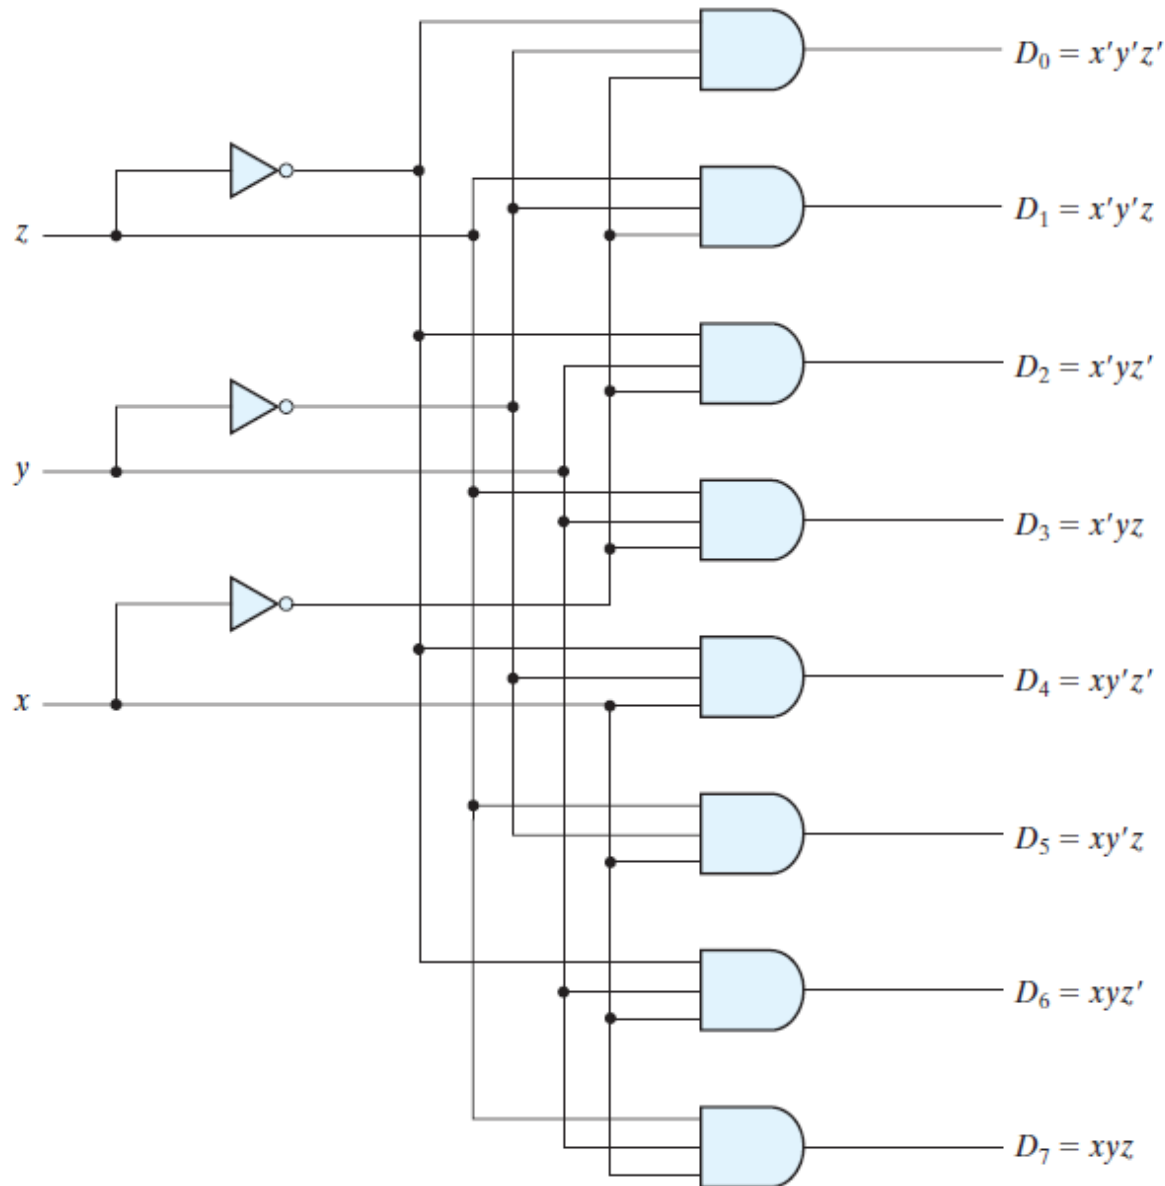 D₀ = x'y'z'
z
D₁ = x'y'z
D₂ = x'yz'
y
D₃ = x'yz
x
D₄ = xy'z'
D₅ = xy'z
D₆ = xyz'
D₇ = xyz